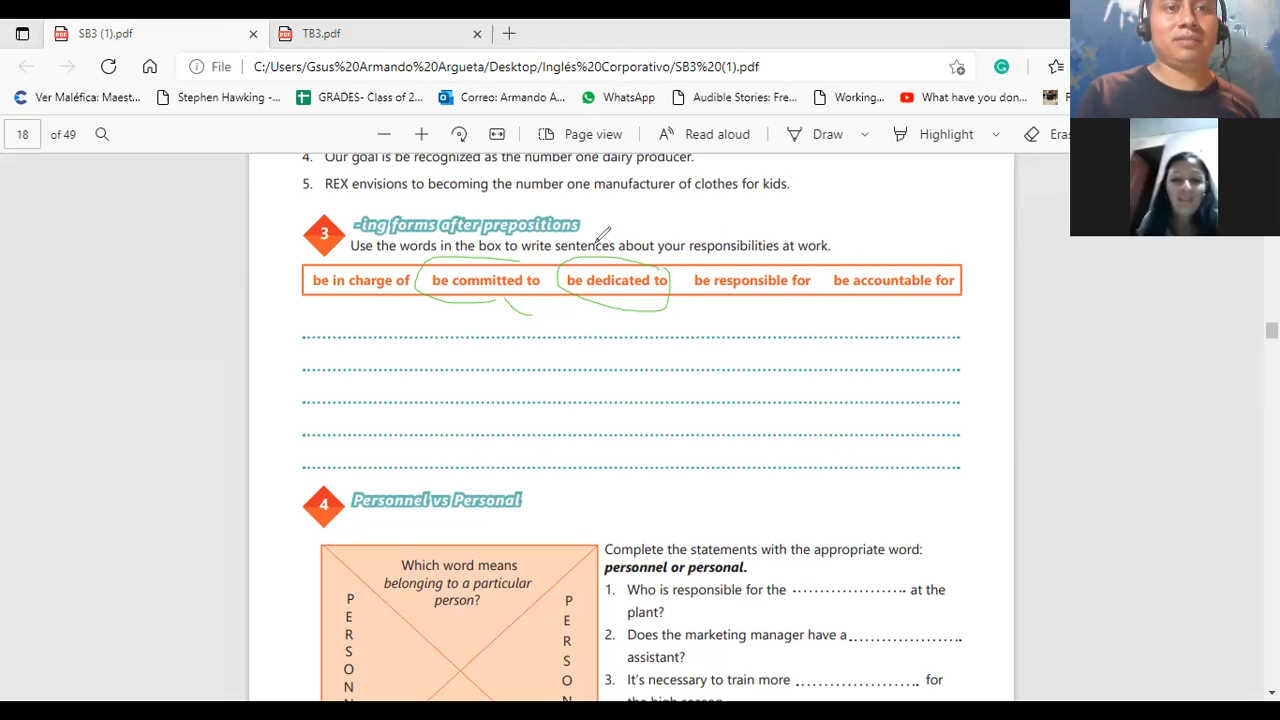 SB3 (1).pdf
TB3.pdf
File
C:/Users/Gsus%20Armando%20Argueta/Desktop/Inglés%20Corporativo/SB3%20(1).pdf
Ver Maléfica: Maest...
Stephen Hawking -...
GRADES- Class of 2...
Correo: Armando A...
WhatsApp
Audible Stories: Fre...
Working...
What have you don...
18 of 49
Page view
Read aloud
Draw
Highlight
4. Our goal is be recognized as the number one dairy producer.
5. REX envisions to becoming the number one manufacturer of clothes for kids.
3
-ing forms after prepositions
Use the words in the box to write sentences about your responsibilities at work.
be in charge of be committed to be dedicated to be responsible for be accountable for
4
Personnel vs Personal
Which word means
belonging to a particular
person?
P
E
R
S
O
N
P
E
R
S
O
Complete the statements with the appropriate word:
personnel or personal.
1. Who is responsible for the ..................... at the
plant?
2. Does the marketing manager have a .....................
assistant?
3. It's necessary to train more ..................... for